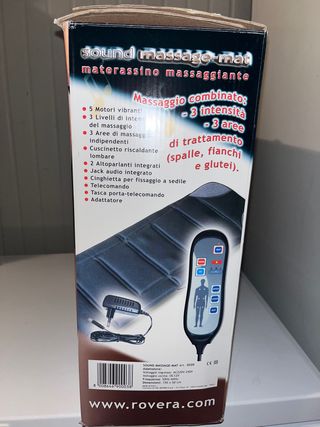 sound massage-mat
materassino massaggiante
Massaggio combinato:
- 3 intensità
- 3 aree
di trattamento
(spalle, fianchi
e glutei).
• 5 Motori vibranti
• 3 Livelli di intensità
del massaggio
• 3 Aree di massaggio
indipendenti
• Cuscinetto riscaldante
lombare
• 2 Altoparlanti integrati
• Jack audio integrato
• Cinghietta per fissaggio a sedile
• Telecomando
• Tasca porta-telecomando
• Adattatore
SOUND MASSAGE MAT
Adattatore:
www.rovera.com